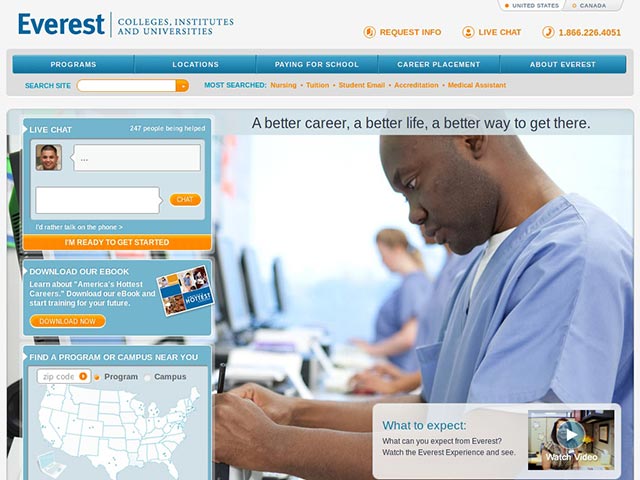 UNITED STATES
CANADA
Everest
COLLEGES, INSTITUTES
AND UNIVERSITIES
REQUEST INFO
LIVE CHAT
1.866.226.4051
PROGRAMS
LOCATIONS
PAYING FOR SCHOOL
CAREER PLACEMENT
ABOUT EVEREST
SEARCH SITE
MOST SEARCHED: Nursing • Tuition • Student Email • Accreditation • Medical Assistant
A better career, a better life, a better way to get there.
LIVE CHAT
247 people being helped
...
CHAT
I'd rather talk on the phone >
I'M READY TO GET STARTED
DOWNLOAD OUR EBOOK
Learn about "America's Hottest
Careers." Download our eBook and
start training for your future.
DOWNLOAD NOW
HOTTEST
FIND A PROGRAM OR CAMPUS NEAR YOU
zip code
Program
Campus
What to expect:
What can you expect from Everest?
Watch the Everest Experience and see.
Watch Video